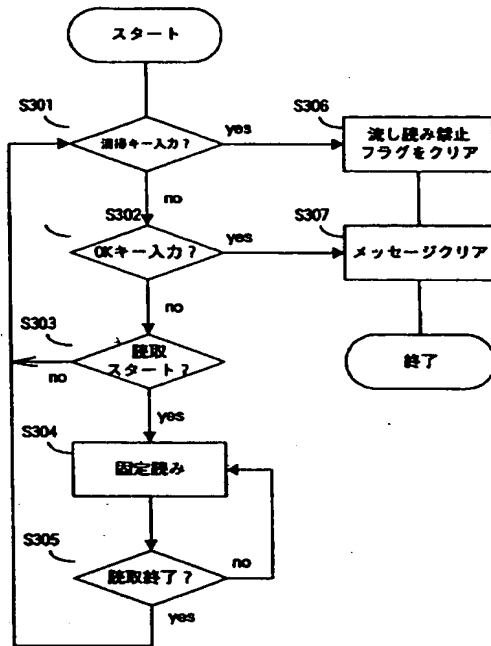 スタート
S301
清掃キー入力?
yes
S306
流し読み禁止
フラグをクリア
no
S302
OKキー入力?
yes
S307
メッセージクリア
no
S303
読取
スタート?
no
終了
yes
S304
固定読み
S305
読取終了?
no
yes